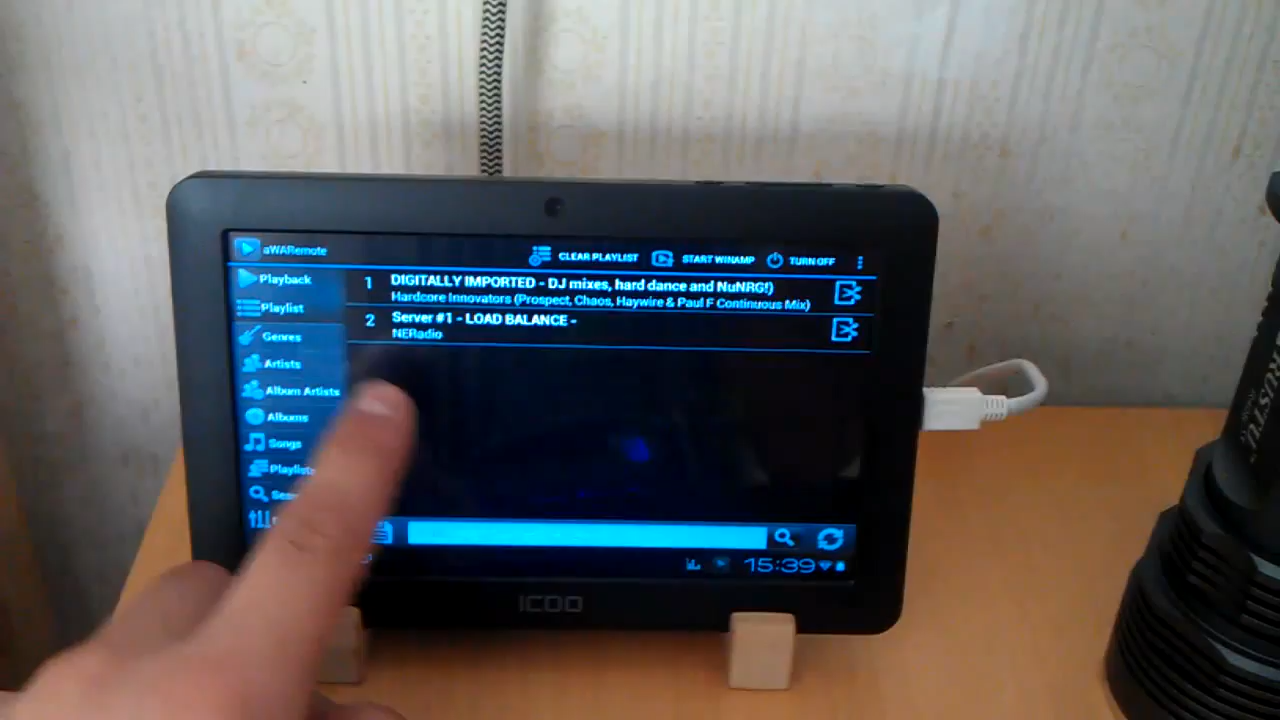 aWARemote
CLEAR PLAYLIST
START WINAMP
TURN OFF
Playback
Playlist
Genres
Artists
Album Artists
Albums
Songs
Playlists
1 DIGITALLY IMPORTED - DJ mixes, hard dance and NuNRG!)
Hardcore Innovators (Prospect, Chaos, Haywire & Paul F Continuous Mix)
2 Server #1 - LOAD BALANCE -
NERadio
15:39
ICOO